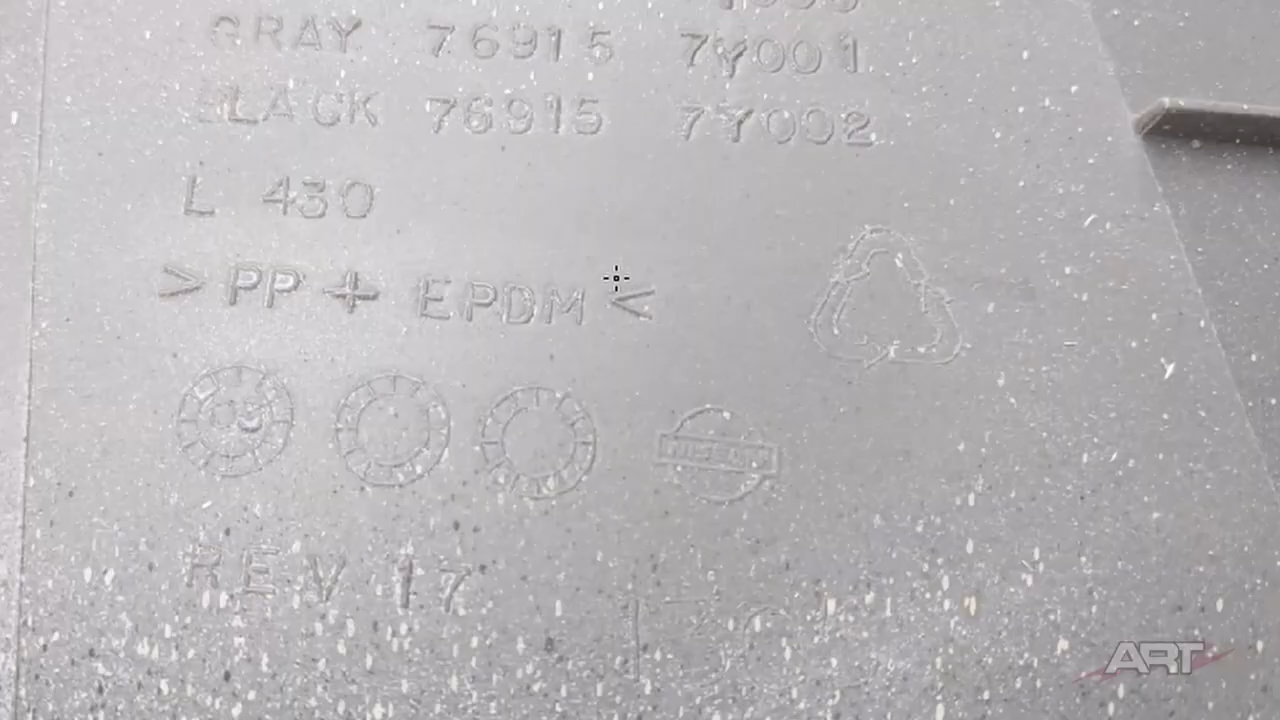 GRAY 76915 7Y001
BLACK 76915 7Y002
L 430
> PP + EPDM <
NISSAN
REV 17
ART